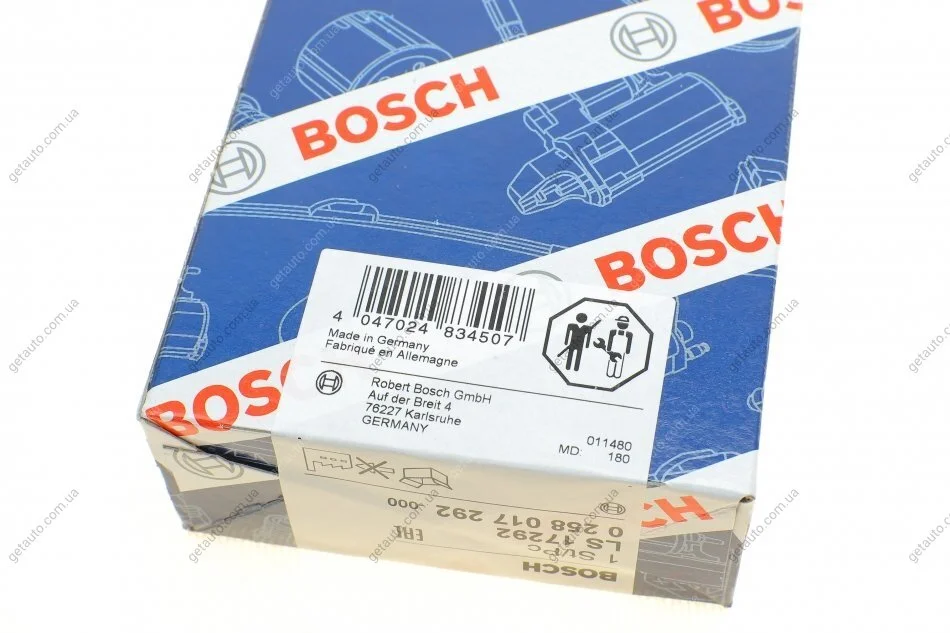 BOSCH
BOSCH
BOSCH
BOSCH
4 047024 834507
Made in Germany
Fabriqué en Allemagne
Robert Bosch GmbH
Auf der Breit 4
76227 Karlsruhe
GERMANY
011480
MD: 180
BOSCH
1 St/Pc
LS 17292
0 258 017 292 000
EAC
SCH
getauto.com.ua